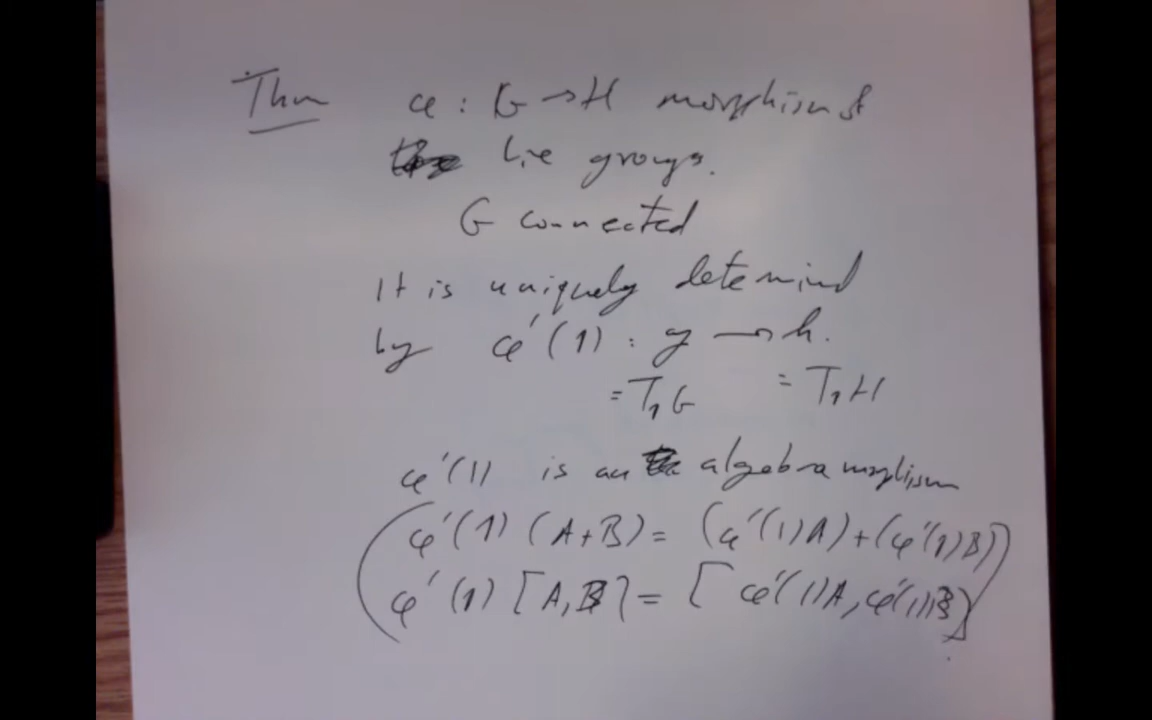 Thm φ : G → H morphism of
Lie groups.
G connected
It is uniquely determind
by φ'(1) : g → h.
= T₁G = T₁H
φ'(1) is an algebra morphism
(φ'(1) (A+B) = (φ'(1)A) + (φ'(1)B))
φ'(1) [A,B] = [φ'(1)A, φ'(1)B]